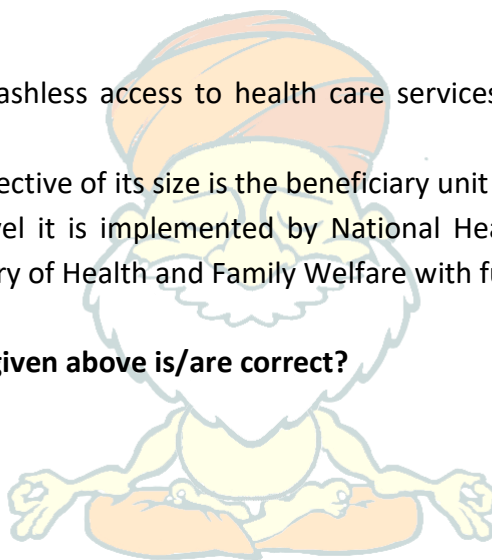 ashless access to health care services
ective of its size is the beneficiary unit
el it is implemented by National Hea
ry of Health and Family Welfare with fu
given above is/are correct?